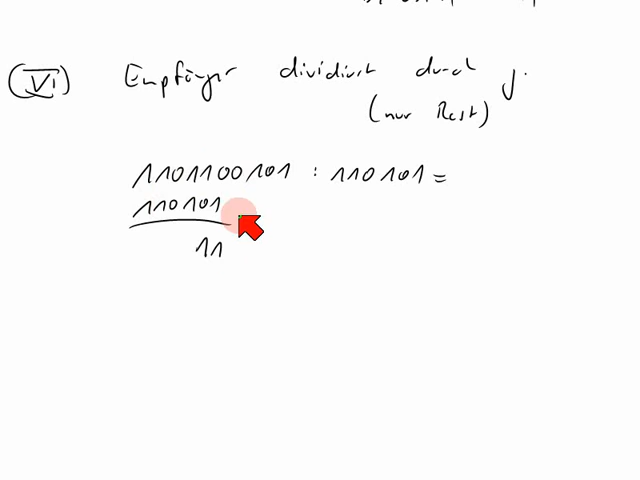 (VI) Empfänger dividiert durch g.
(nur Rest)
1101100101 : 110101 =
110101
11